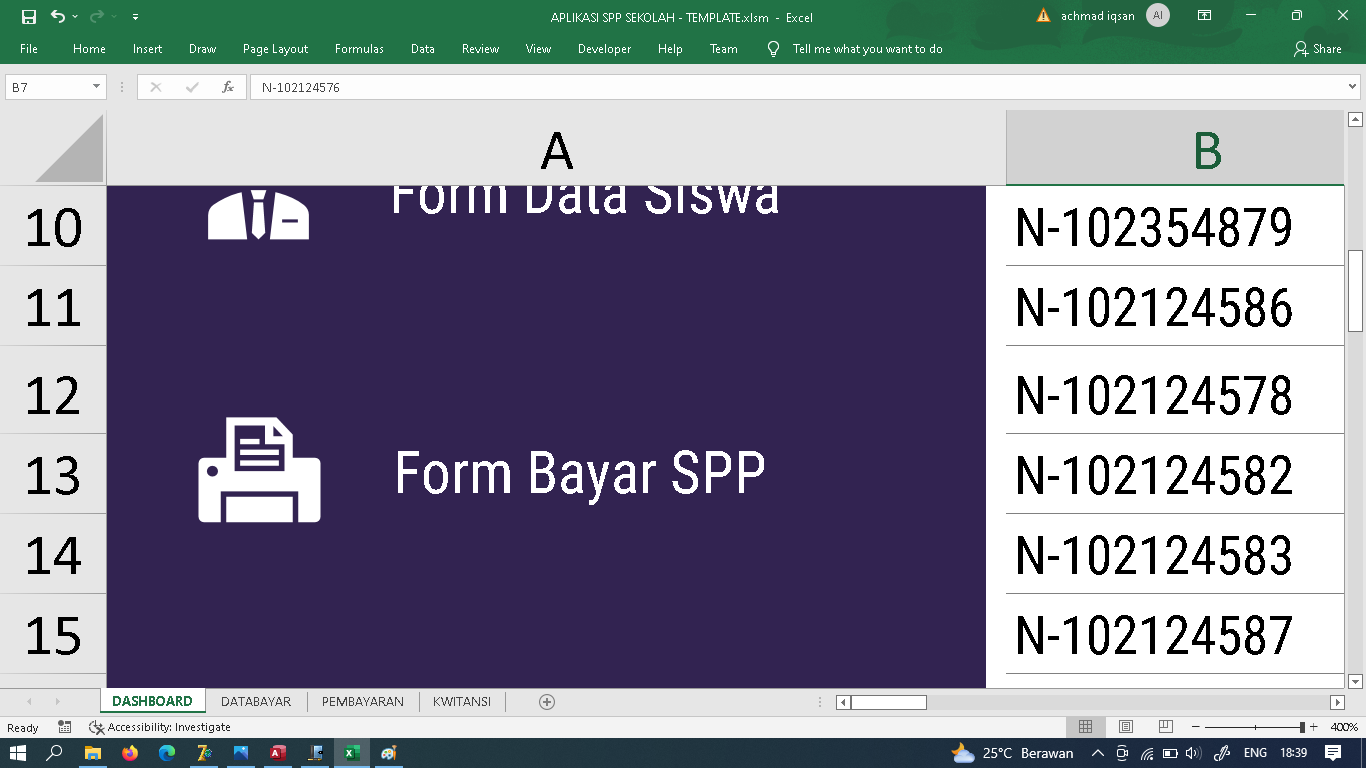 APLIKASI SPP SEKOLAH - TEMPLATE.xlsm - Excel
achmad iqsan
AI
File Home Insert Draw Page Layout Formulas Data Review View Developer Help Team Tell me what you want to do Share
B7 fx N-102124576
A B
Form Data Siswa
10 N-102354879
11 N-102124586
12 N-102124578
Form Bayar SPP
13 N-102124582
14 N-102124583
15 N-102124587
DASHBOARD DATABAYAR PEMBAYARAN KWITANSI
Ready Accessibility: Investigate 400%
25°C Berawan ENG 18:39